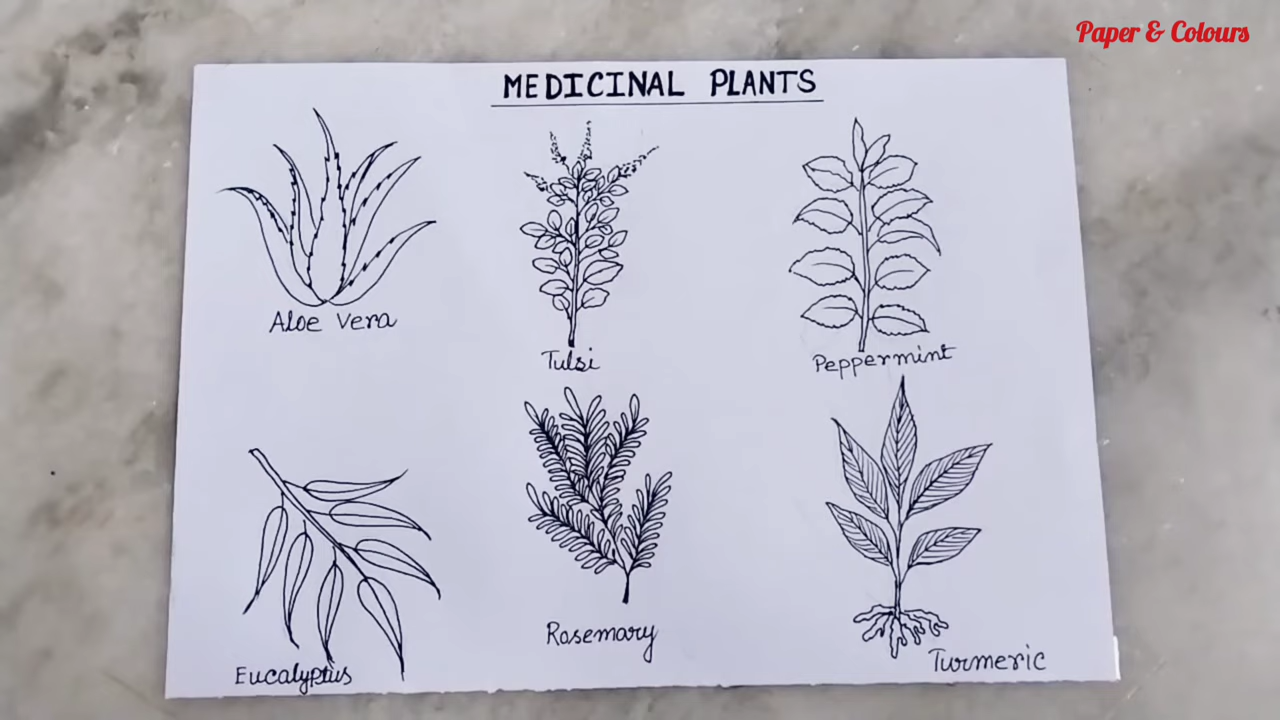 Paper & Colours
MEDICINAL PLANTS
Aloe Vera
Tulsi
Peppermint
Eucalyptus
Rosemary
Turmeric